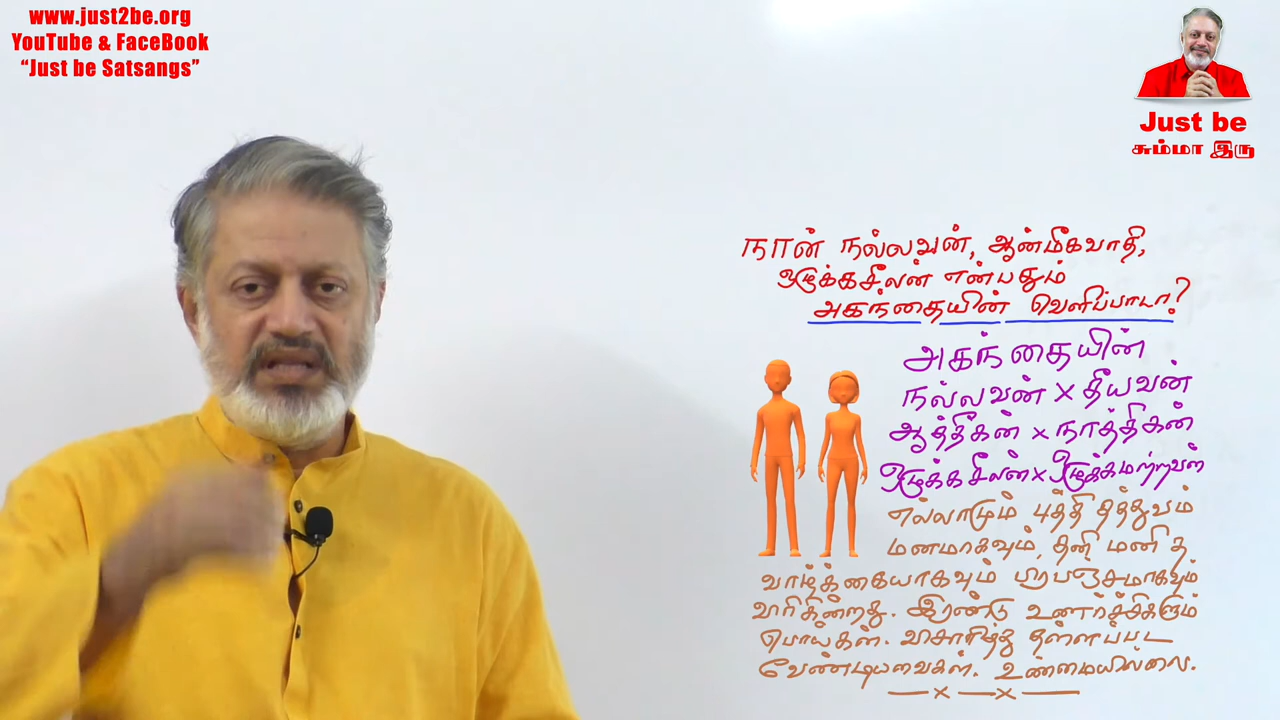 www.just2be.org
YouTube & FaceBook
“Just be Satsangs”
Just be
சும்மா இரு
நான் நல்லவன், ஆன்மீகவாதி,
ஒழுக்கசீலன் என்பதும்
அகந்தையின் வெளிப்பாடா?
அகந்தையின்
நல்லவன் x தீயவன்
ஆத்திகன் x நாத்திகன்
ஒழுக்கசீலன் x ஒழுக்கமற்றவன்
எல்லாமும் புத்தி தத்துவம்
மனமாகவும், தனி மனித
வாழ்க்கையாகவும் பிரபஞ்சமாகவும்
விரிகின்றது. இரண்டு உணர்ச்சிகளும்
பொய்கள். விசாரித்து தள்ளப்பட
வேண்டியவைகள். உண்மையில்லை.